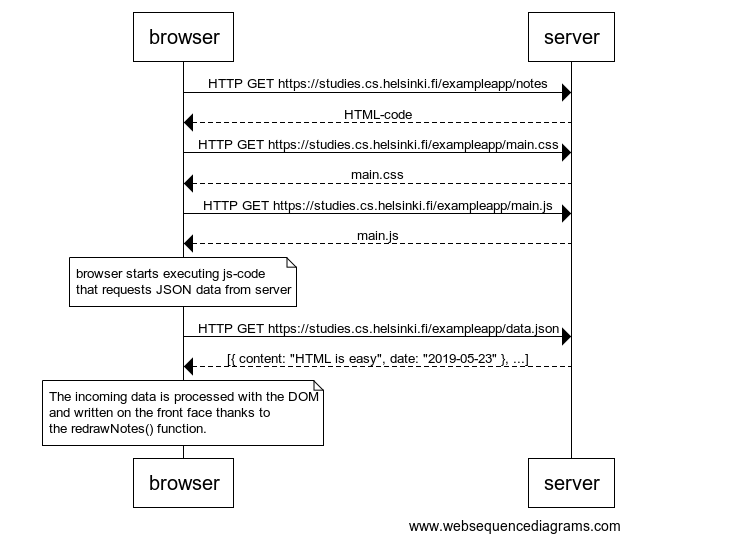 browser
server
HTTP GET https://studies.cs.helsinki.fi/exampleapp/notes
HTML-code
HTTP GET https://studies.cs.helsinki.fi/exampleapp/main.css
main.css
HTTP GET https://studies.cs.helsinki.fi/exampleapp/main.js
main.js
browser starts executing js-code
that requests JSON data from server
HTTP GET https://studies.cs.helsinki.fi/exampleapp/data.json
[{ content: "HTML is easy", date: "2019-05-23" }, ...]
The incoming data is processed with the DOM
and written on the front face thanks to
the redrawNotes() function.
browser
server
www.websequencediagrams.com